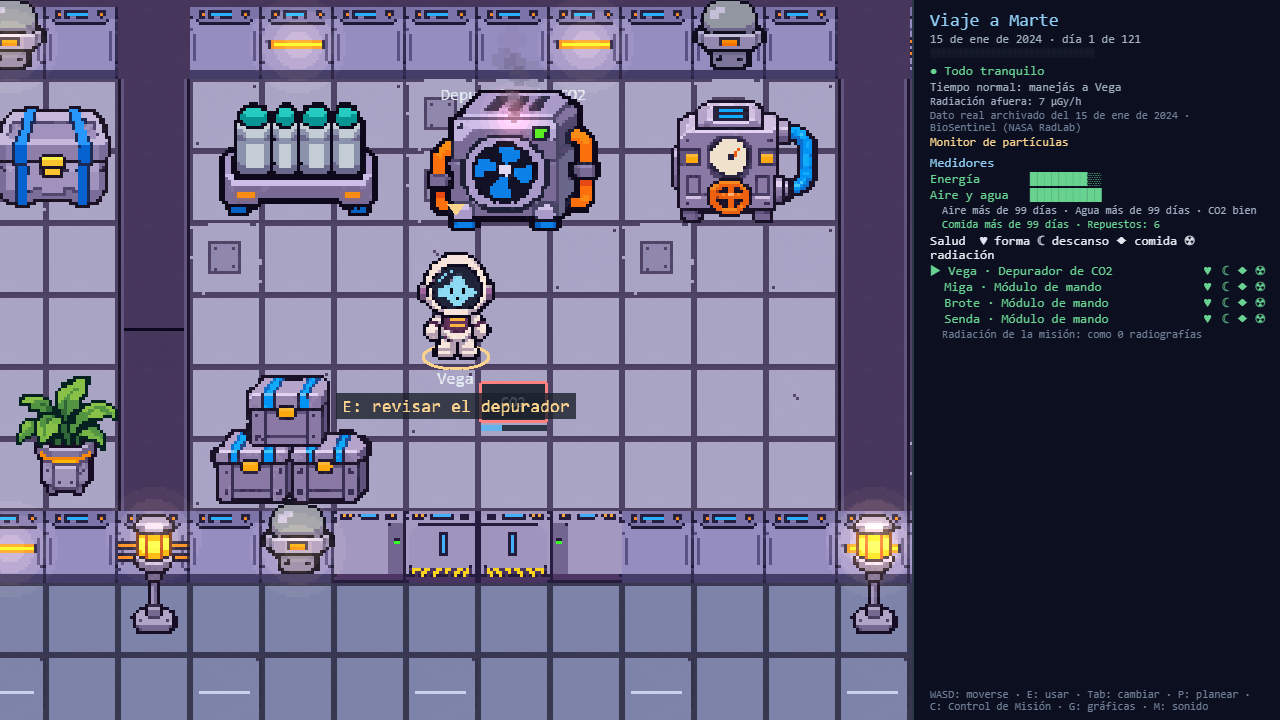 Viaje a Marte
15 de ene de 2024 · día 1 de 121
● Todo tranquilo
Tiempo normal: manejás a Vega
Radiación afuera: 7 µGy/h
Dato real archivado del 15 de ene de 2024 ·
BioSentinel (NASA RadLab)
Monitor de partículas
Medidores
Energía
Aire y agua
Aire más de 99 días · Agua más de 99 días · CO2 bien
Comida más de 99 días · Repuestos: 6
Salud ♥ forma ☾ descanso ◆ comida ☢
radiación
▶ Vega · Depurador de CO2 ♥ ☾ ◆ ☢
Miga · Módulo de mando ♥ ☾ ◆ ☢
Brote · Módulo de mando ♥ ☾ ◆ ☢
Senda · Módulo de mando ♥ ☾ ◆ ☢
Radiación de la misión: como 0 radiografías
Vega
E: revisar el depurador
WASD: moverse · E: usar · Tab: cambiar · P: planear ·
C: Control de Misión · G: gráficas · M: sonido